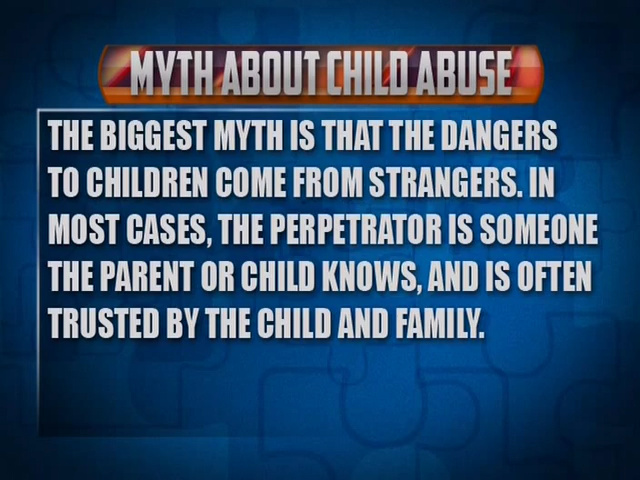 MYTH ABOUT CHILD ABUSE
THE BIGGEST MYTH IS THAT THE DANGERS
TO CHILDREN COME FROM STRANGERS. IN
MOST CASES, THE PERPETRATOR IS SOMEONE
THE PARENT OR CHILD KNOWS, AND IS OFTEN
TRUSTED BY THE CHILD AND FAMILY.